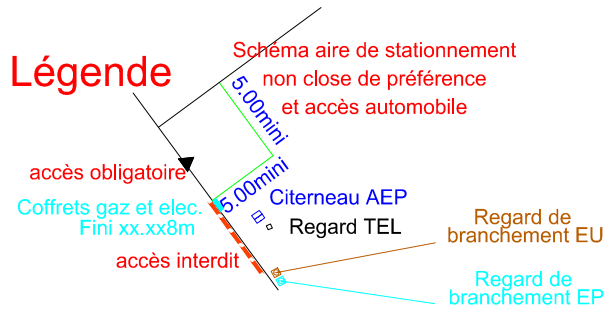 Légende
Schéma aire de stationnement
non close de préférence
et accès automobile
5.00mini
5.00mini
accès obligatoire
Coffrets gaz et elec.
Fini xx.xx8m
Citerneau AEP
Regard TEL
accès interdit
Regard de
branchement EU
Regard de
branchement EP